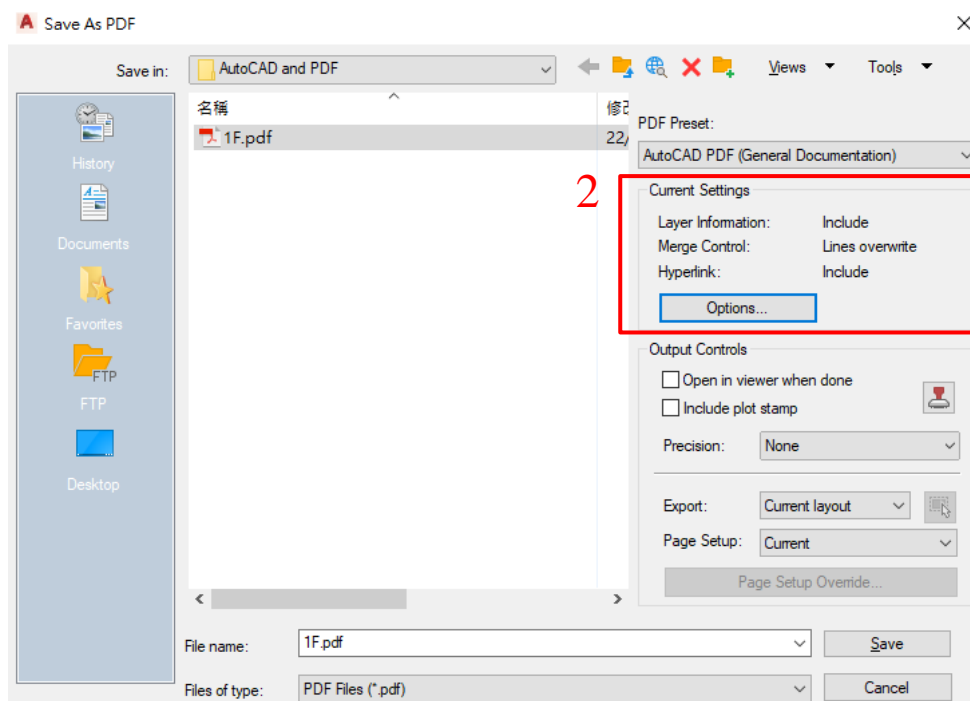 Save As PDF
Save in:
AutoCAD and PDF
Views
Tools
名稱
修改
1F.pdf
22/
History
Documents
Favorites
FTP
FTP
Desktop
PDF Preset:
AutoCAD PDF (General Documentation)
2
Current Settings
Layer Information: Include
Merge Control: Lines overwrite
Hyperlink: Include
Options...
Output Controls
Open in viewer when done
Include plot stamp
Precision: None
Export: Current layout
Page Setup: Current
Page Setup Override...
File name: 1F.pdf
Save
Files of type: PDF Files (*.pdf)
Cancel